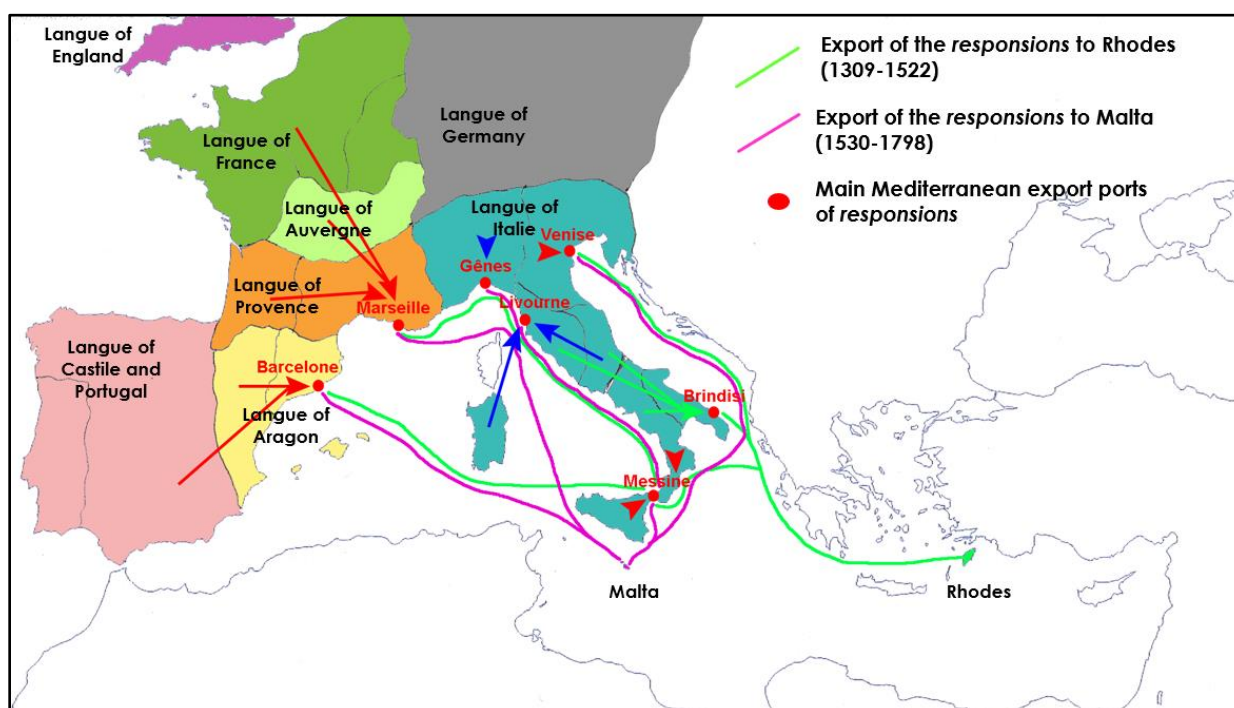 Langue of
England
Export of the responsions to Rhodes
(1309-1522)
Export of the responsions to Malta
(1530-1798)
Main Mediterranean export ports
of responsions
Langue of
Germany
Langue of
France
Langue of
Auvergne
Langue of
Italie
Venise
Gênes
Langue of
Provence
Marseille
Livourne
Langue of
Castile and
Portugal
Barcelone
Langue of
Aragon
Brindisi
Messine
Malta
Rhodes